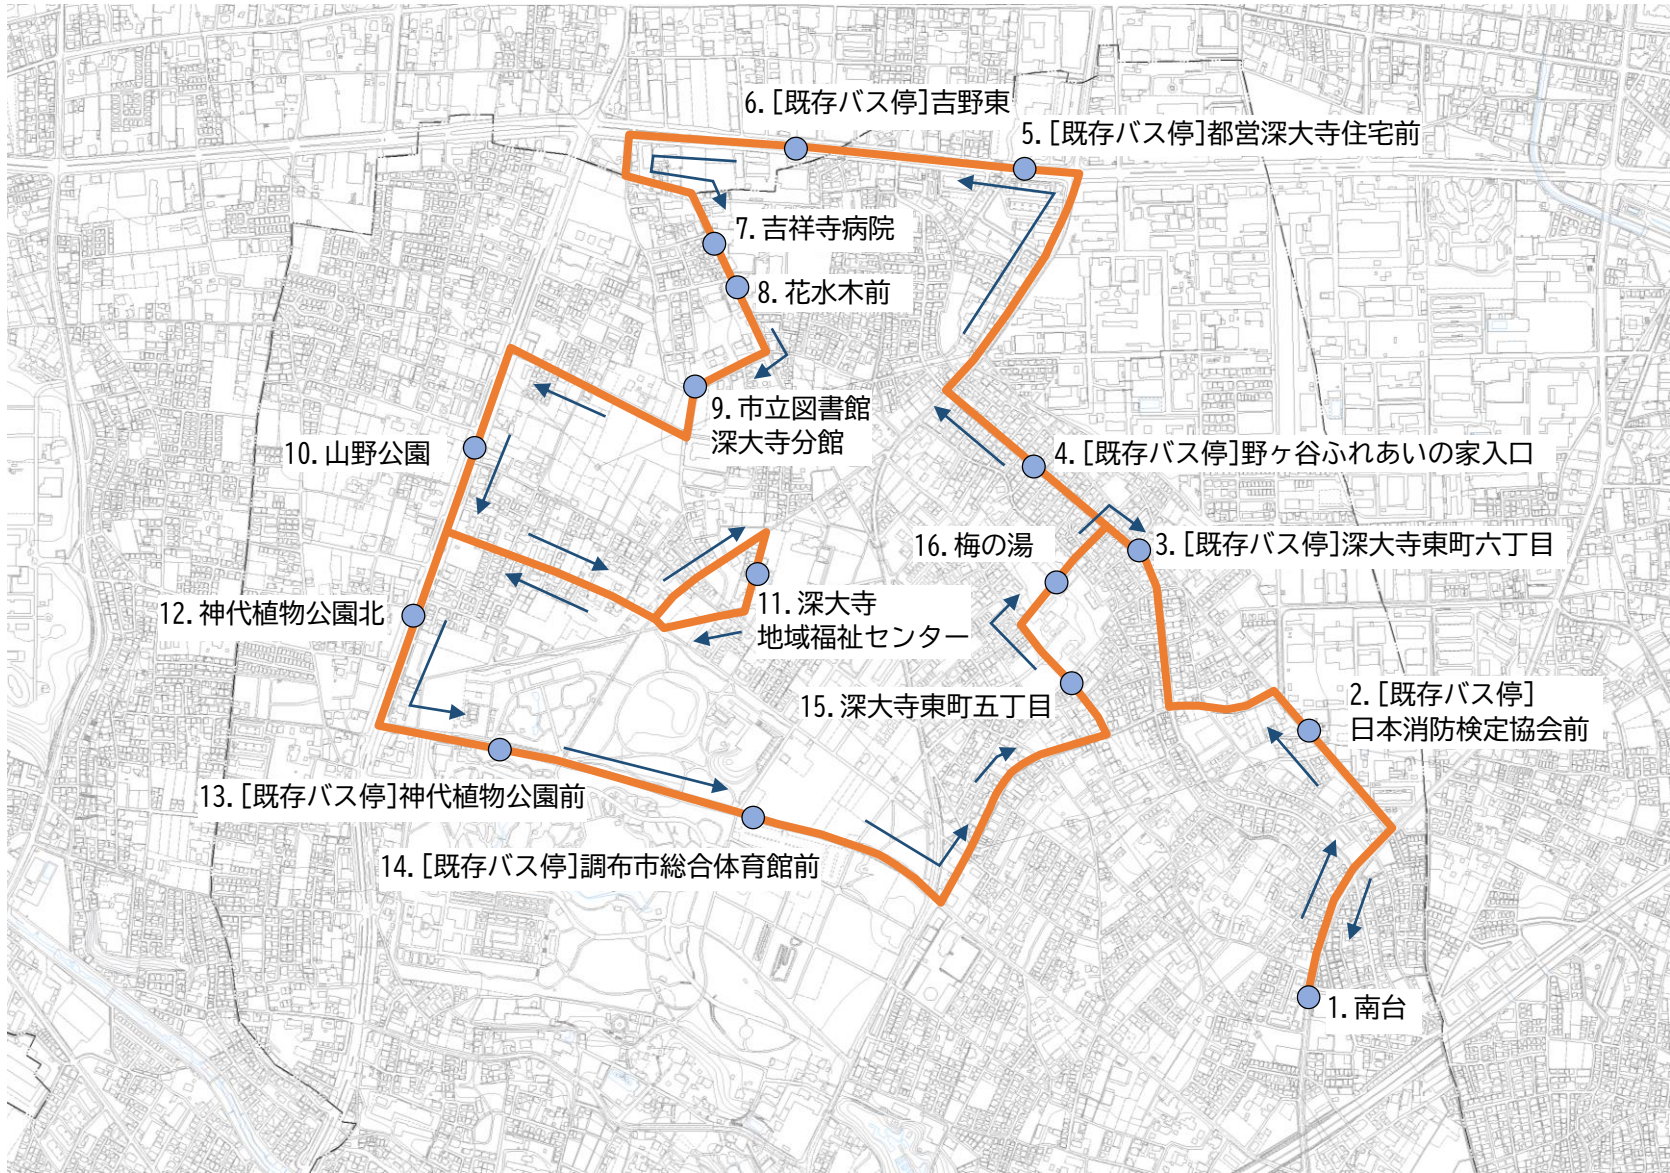 6.[既存バス停]吉野東
5.[既存バス停]都営深大寺住宅前
7.吉祥寺病院
8.花水木前
9.市立図書館
深大寺分館
10.山野公園
4.[既存バス停]野ヶ谷ふれあいの家入口
16.梅の湯
3.[既存バス停]深大寺東町六丁目
11.深大寺
地域福祉センター
12.神代植物公園北
15.深大寺東町五丁目
2.[既存バス停]
日本消防検定協会前
13.[既存バス停]神代植物公園前
14.[既存バス停]調布市総合体育館前
1.南台